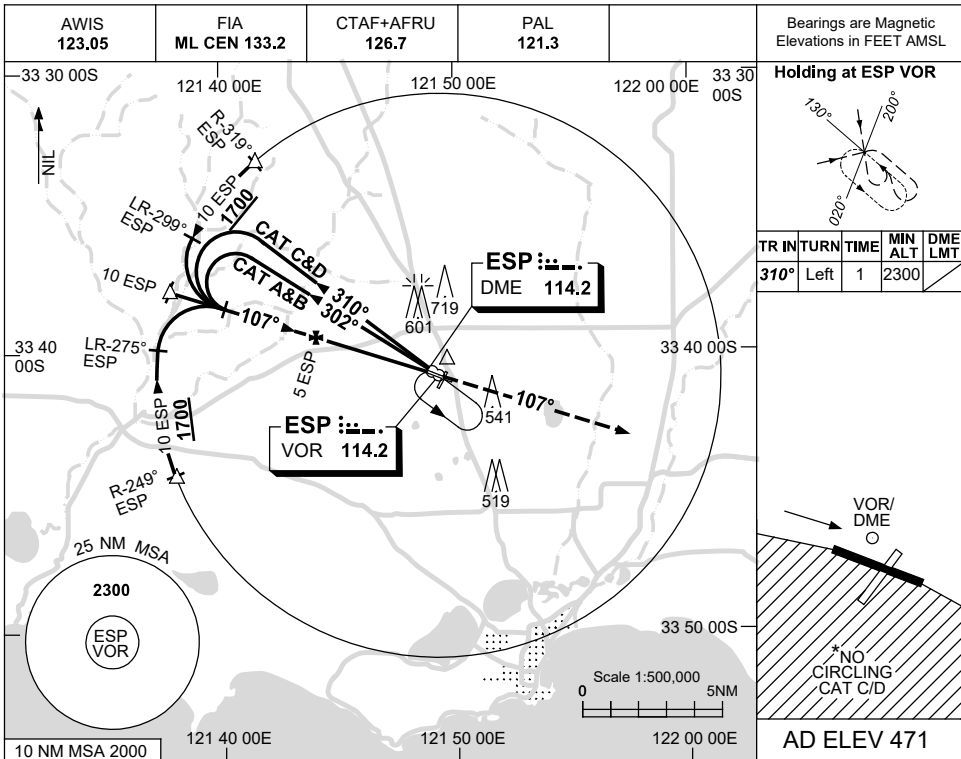 AWIS
123.05
FIA
ML CEN 133.2
CTAF+AFRU
126.7
PAL
121.3
Bearings are Magnetic
Elevations in FEET AMSL
33 30 00S
121 40 00E
121 50 00E
122 00 00E
33 30
00S
NIL
R-319°
ESP
10 ESP
1700
LR-299°
ESP
CAT C&D
CAT A&B
310°
302°
10 ESP
107°
5 ESP
LR-275°
ESP
10 ESP
1700
R-249°
ESP
33 40
00S
33 40 00S
601
719
541
519
107°
ESP
DME 114.2
ESP
VOR 114.2
25 NM MSA
2300
ESP
VOR
33 50 00S
Scale 1:500,000
0 5NM
10 NM MSA 2000
121 40 00E
121 50 00E
122 00 00E
Holding at ESP VOR
130°
200°
020°
TR IN TURN TIME MIN ALT DME LMT
310° Left 1 2300
VOR/
DME
*NO
CIRCLING
CAT C/D
AD ELEV 471